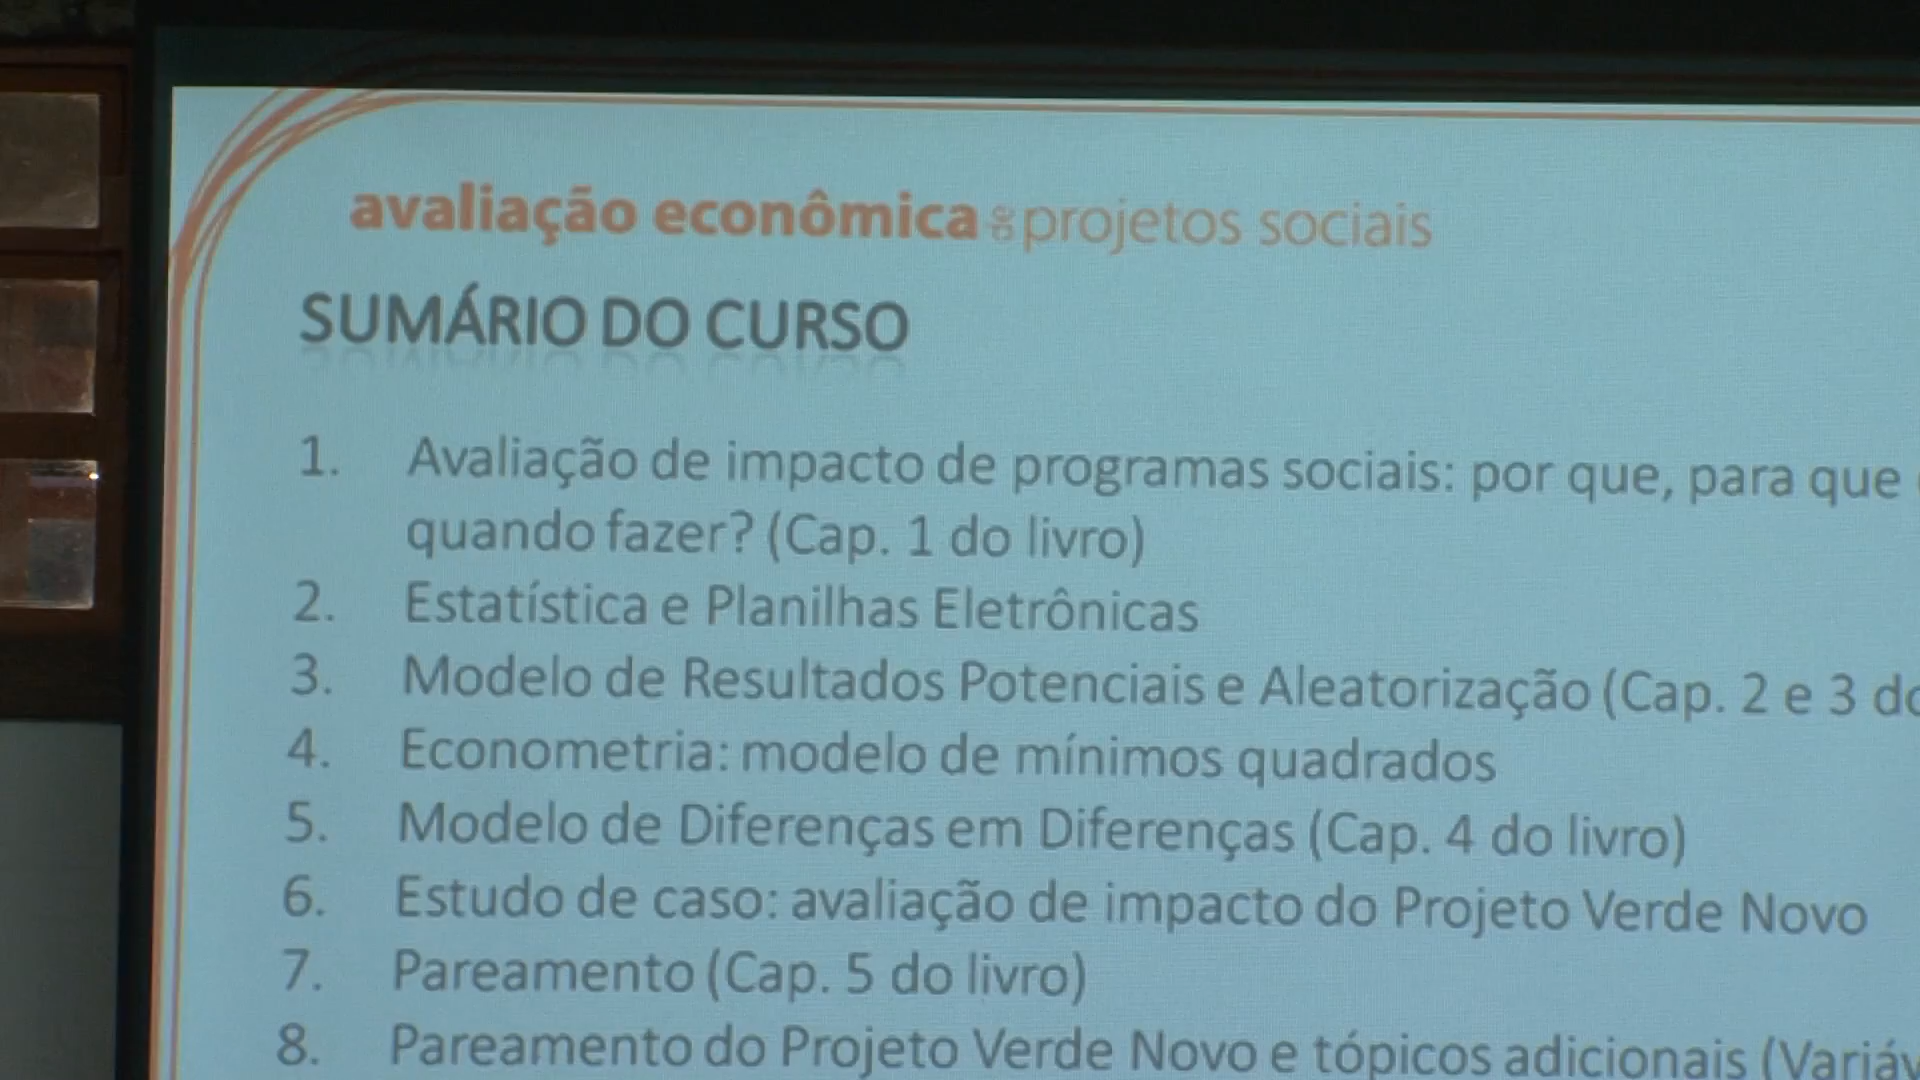 avaliação econômica de projetos sociais
SUMÁRIO DO CURSO
1. Avaliação de impacto de programas sociais: por que, para que
quando fazer? (Cap. 1 do livro)
2. Estatística e Planilhas Eletrônicas
3. Modelo de Resultados Potenciais e Aleatorização (Cap. 2 e 3 do
4. Econometria: modelo de mínimos quadrados
5. Modelo de Diferenças em Diferenças (Cap. 4 do livro)
6. Estudo de caso: avaliação de impacto do Projeto Verde Novo
7. Pareamento (Cap. 5 do livro)
8. Pareamento do Projeto Verde Novo e tópicos adicionais